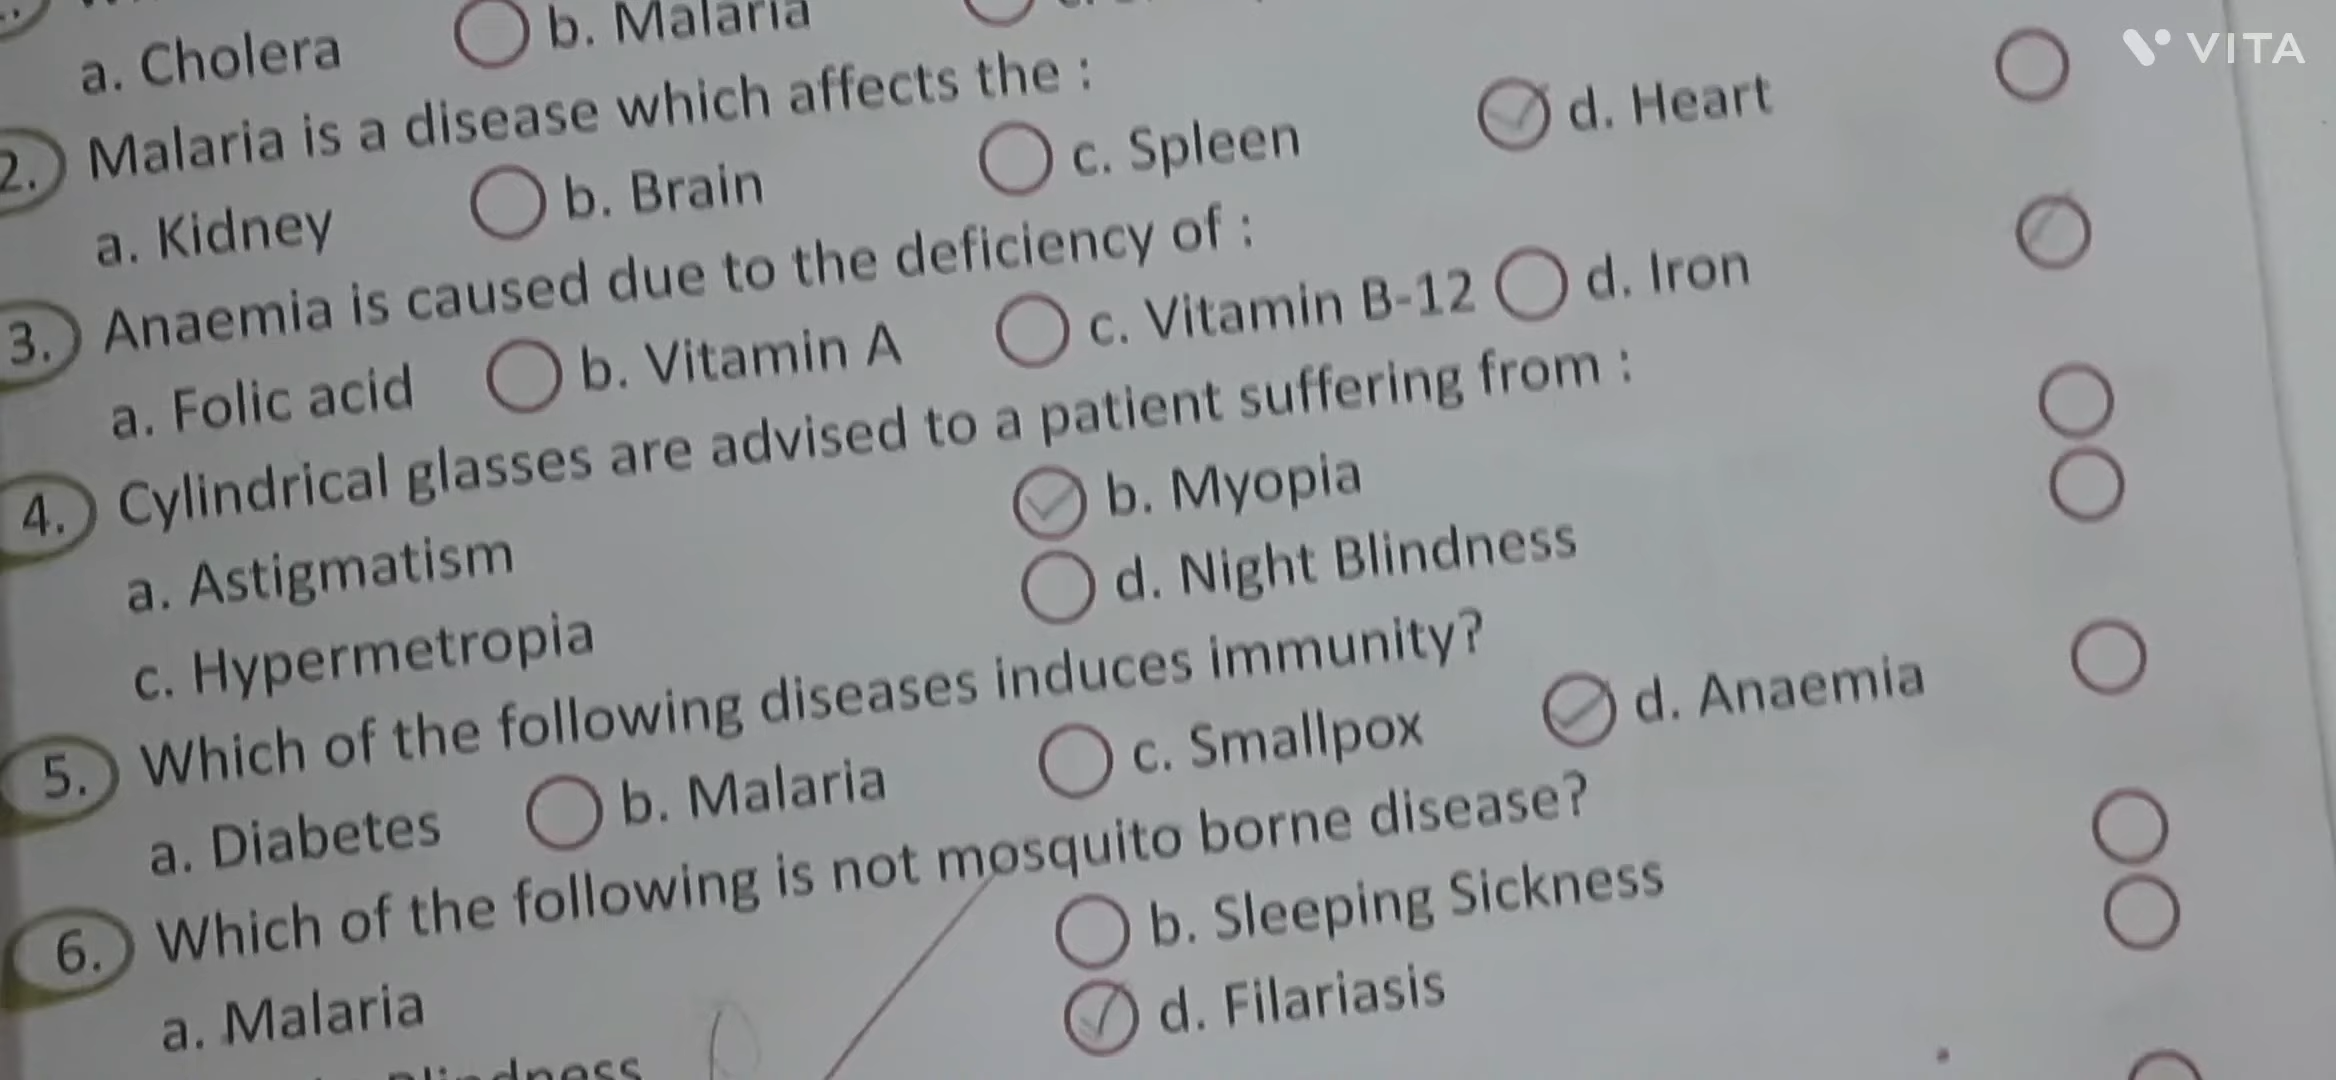 VITA
a. Cholera b. Malaria
2. Malaria is a disease which affects the :
a. Kidney b. Brain c. Spleen d. Heart
3. Anaemia is caused due to the deficiency of :
a. Folic acid b. Vitamin A c. Vitamin B-12 d. Iron
4. Cylindrical glasses are advised to a patient suffering from :
a. Astigmatism b. Myopia
c. Hypermetropia d. Night Blindness
5. Which of the following diseases induces immunity?
a. Diabetes b. Malaria c. Smallpox d. Anaemia
6. Which of the following is not mosquito borne disease?
a. Malaria b. Sleeping Sickness
d. Filariasis